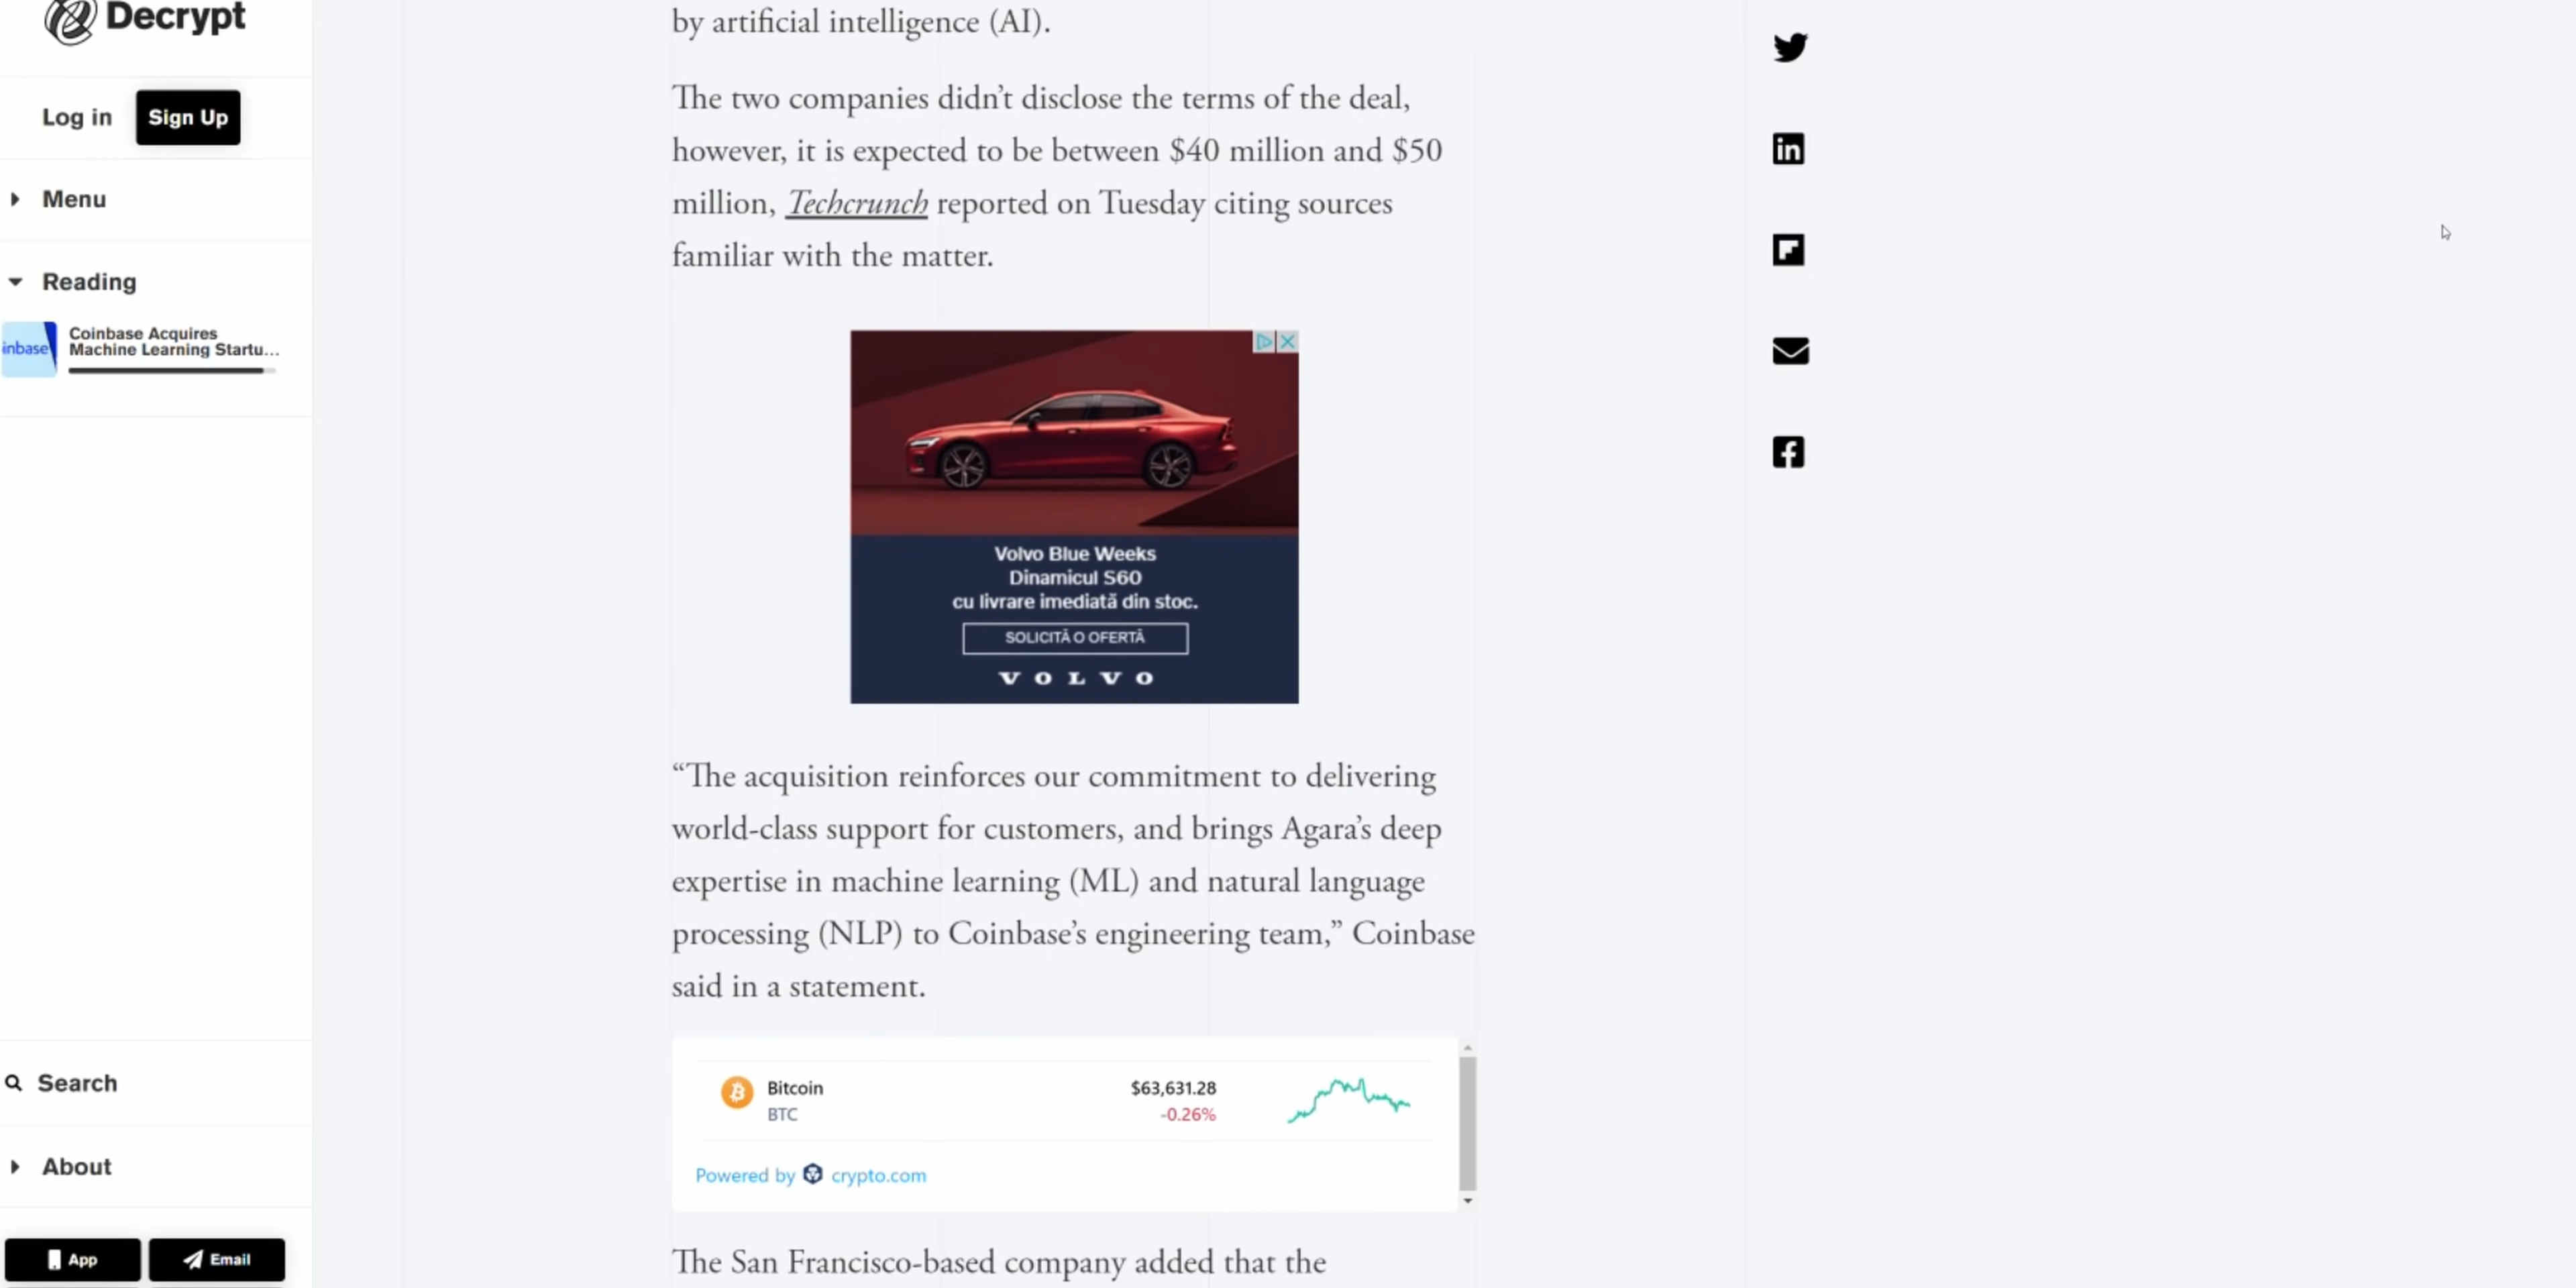 Decrypt
Log in
Sign Up
Menu
Reading
inbase
Coinbase Acquires
Machine Learning Startu...
Search
About
App
Email
by artificial intelligence (AI).
The two companies didn’t disclose the terms of the deal,
however, it is expected to be between $40 million and $50
million, Techcrunch reported on Tuesday citing sources
familiar with the matter.
Volvo Blue Weeks
Dinamicul S60
cu livrare imediată din stoc.
SOLICITĂ O OFERTĂ
VOLVO
“The acquisition reinforces our commitment to delivering
world-class support for customers, and brings Agara’s deep
expertise in machine learning (ML) and natural language
processing (NLP) to Coinbase’s engineering team,” Coinbase
said in a statement.
Bitcoin
BTC
$63,631.28
-0.26%
Powered by crypto.com
The San Francisco-based company added that the